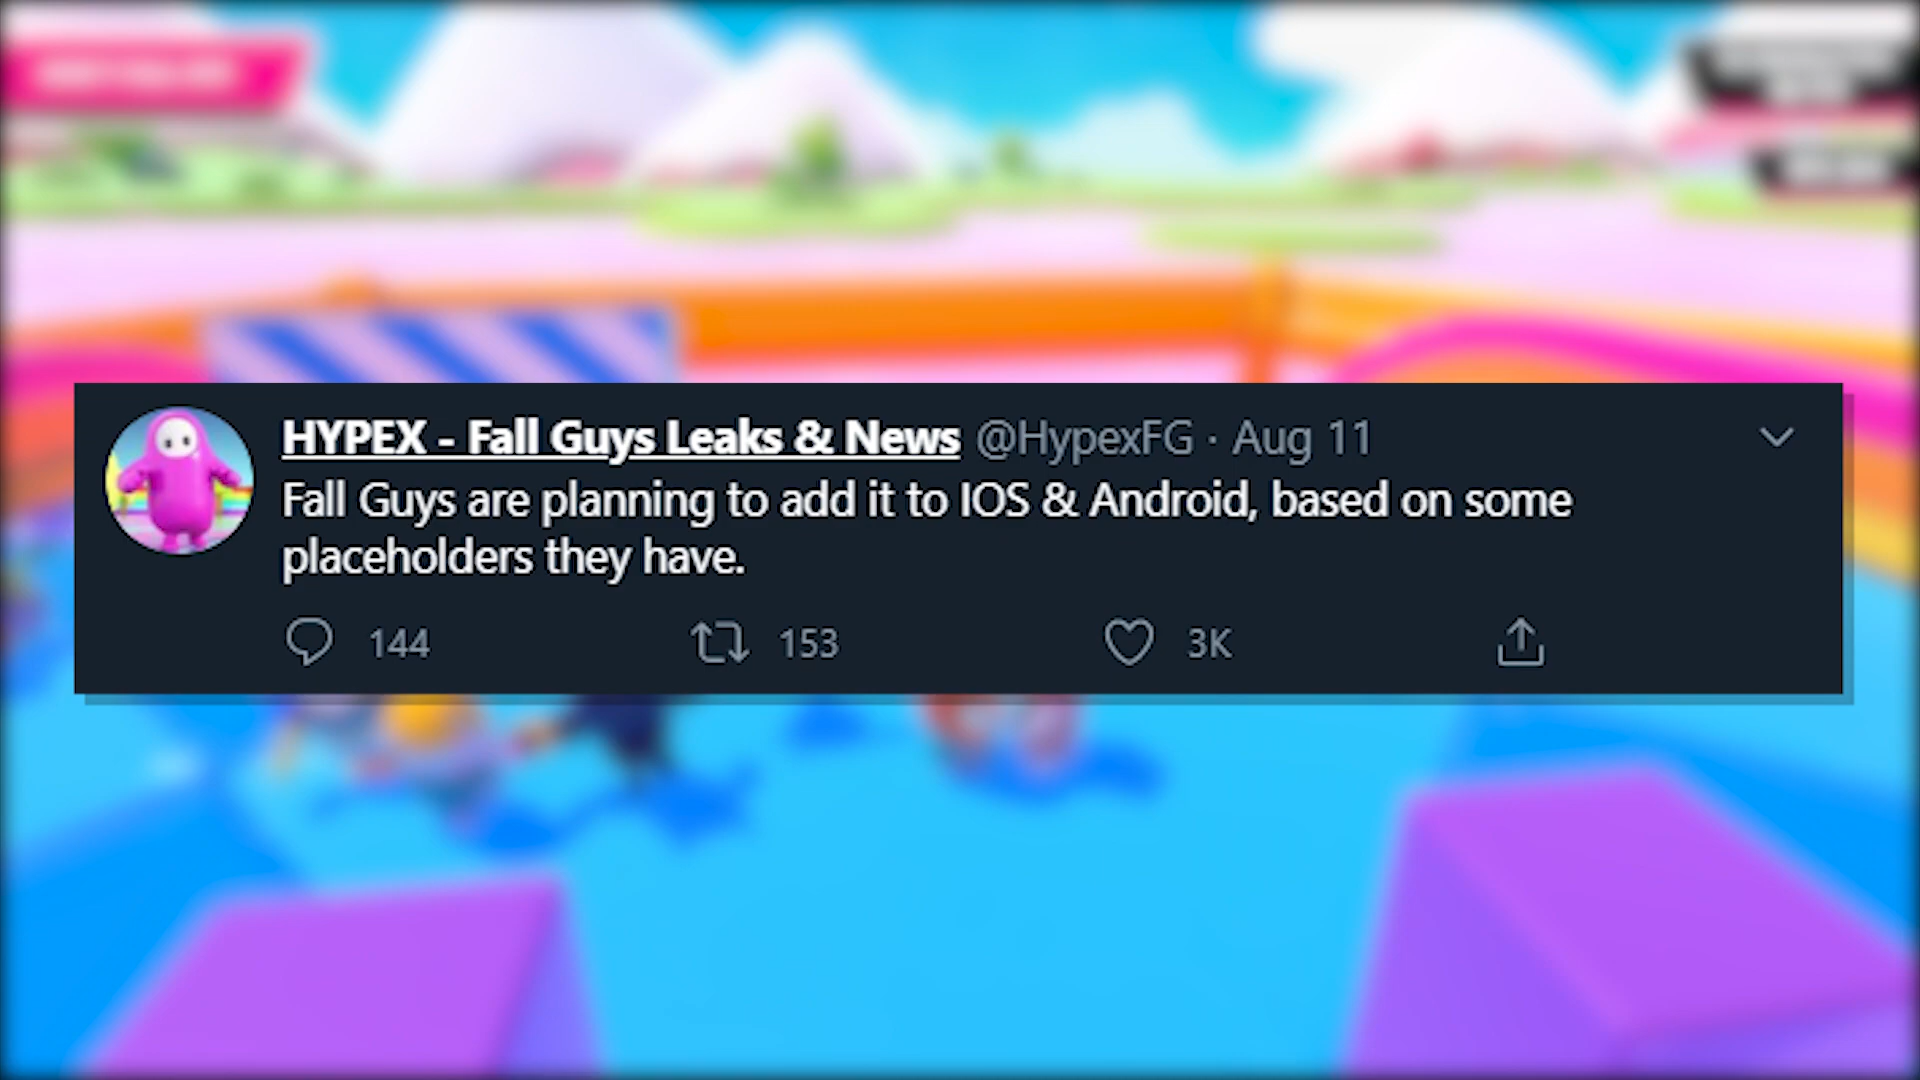 HYPEX - Fall Guys Leaks & News @HypexFG · Aug 11
Fall Guys are planning to add it to IOS & Android, based on some
placeholders they have.
144 153 3K